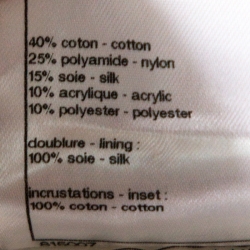 40% coton - cotton
25% polyamide - nylon
15% soie - silk
10% acrylique - acrylic
10% polyester - polyester
doublure - lining :
100% soie - silk
incrustations - inset :
100% coton - cotton